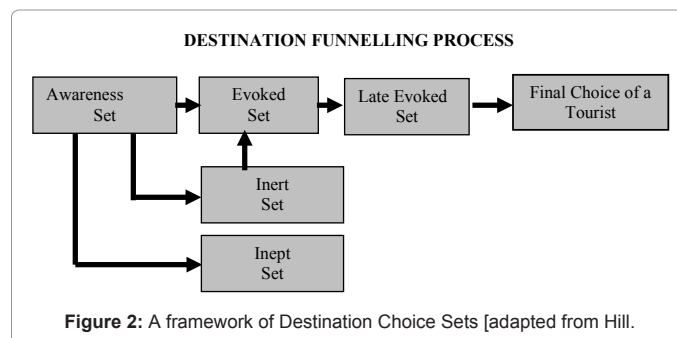 DESTINATION FUNNELLING PROCESS
Awareness
Set
Evoked
Set
Late Evoked
Set
Final Choice of a
Tourist
Inert
Set
Inept
Set
Figure 2: A framework of Destination Choice Sets [adapted from Hill.